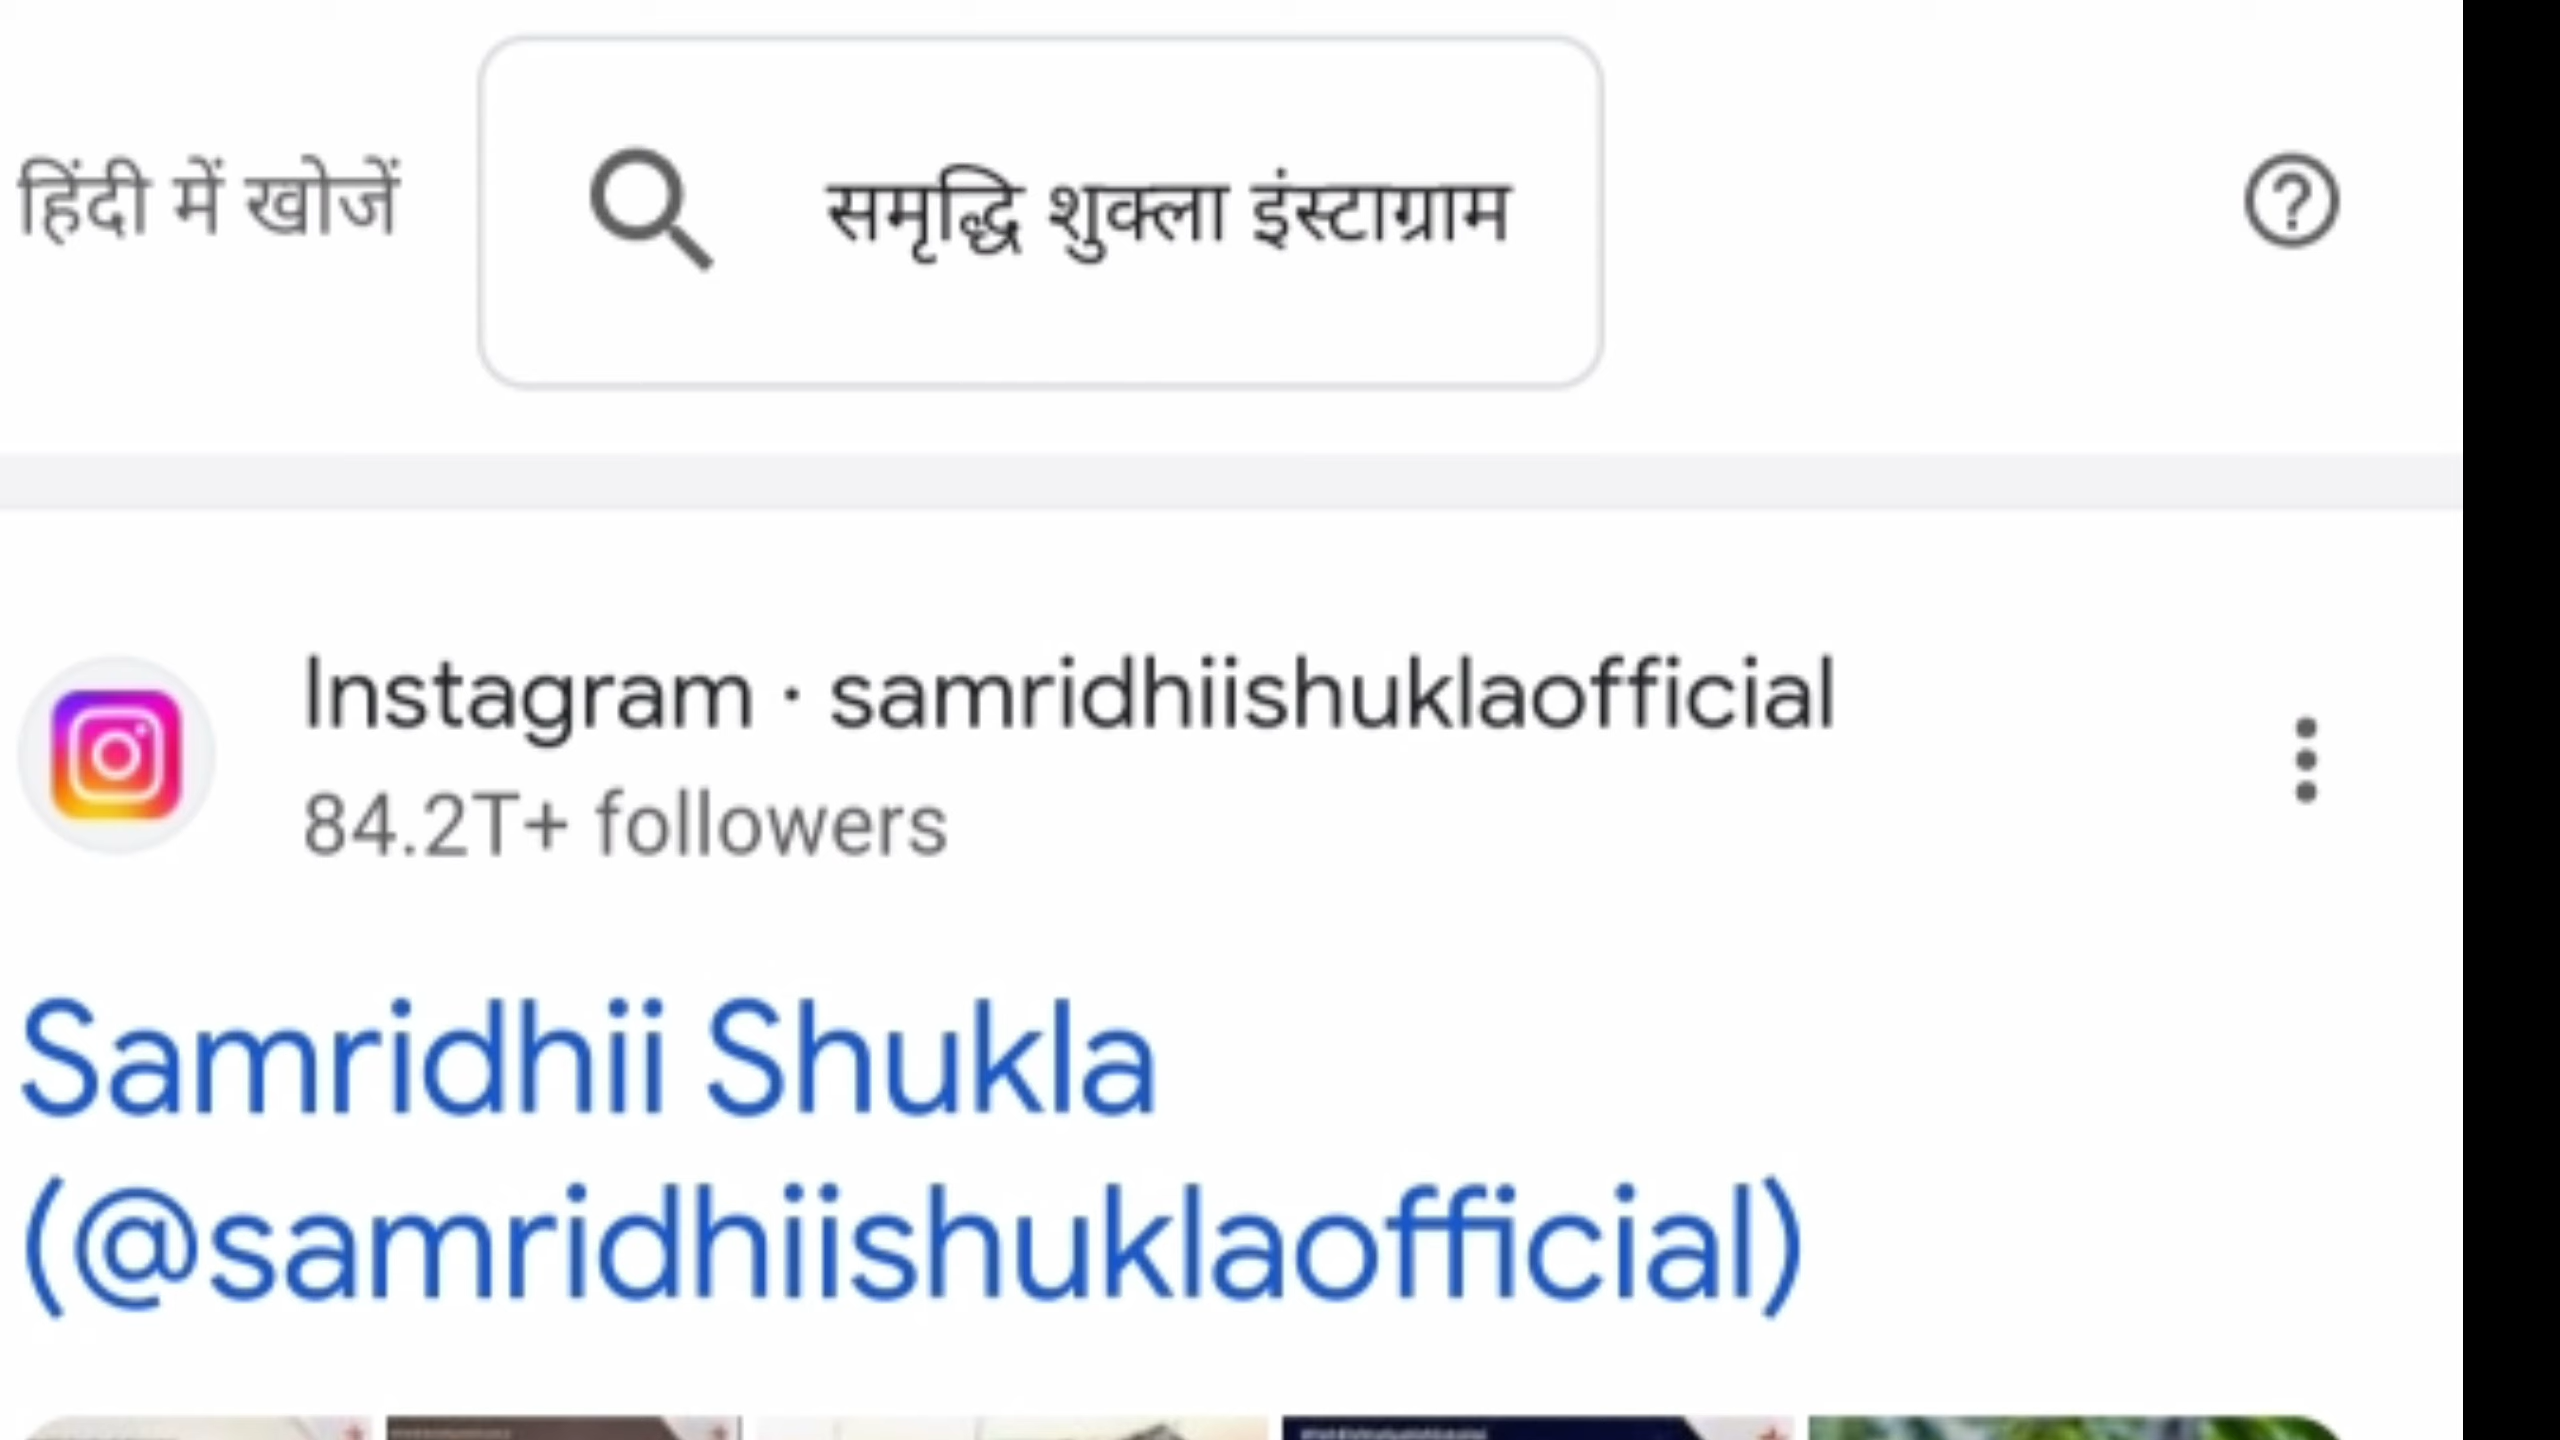 हिंदी में खोजें
समृद्धि शुक्ला इंस्टाग्राम
Instagram · samridhiishuklaofficial
84.2T+ followers
Samridhii Shukla
(@samridhiishuklaofficial)